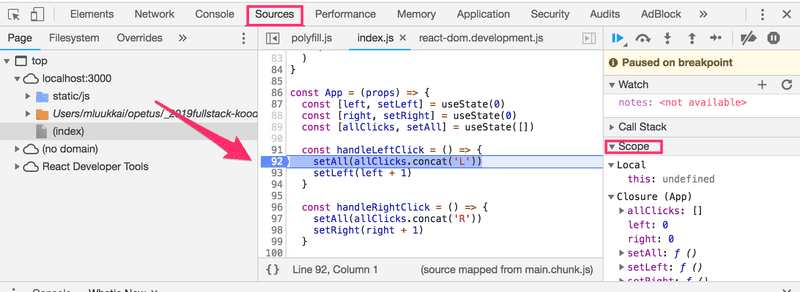 Elements Console Sources Performance Memory Application Security Audits AdBlock »
Page Filesystem Overrides »
top
localhost:3000
static/js
Users/mluukkai/opetus/_2019fullstack-kood
(index)
(no domain)
React Developer Tools
polyfill.js index.js × react-dom.development.js
83 )
84 }
85
86 const App = (props) => {
87 const [left, setLeft] = useState(0)
88 const [right, setRight] = useState(0)
89 const [allClicks, setAll] = useState([])
90
91 const handleLeftClick = () => {
92 setAll(allClicks.concat('L'))
93 setLeft(left + 1)
94 }
95
96 const handleRightClick = () => {
97 setAll(allClicks.concat('R'))
98 setRight(right + 1)
99 }
100
{} Line 92, Column 1 (source mapped from main.chunk.js)
Paused on breakpoint
Watch
notes: <not available>
Call Stack
Scope
Local
this: undefined
Closure (App)
allClicks: []
left: 0
right: 0
setAll: ƒ ()
setLeft: ƒ ()
setRight: ƒ ()
Console What's New ×